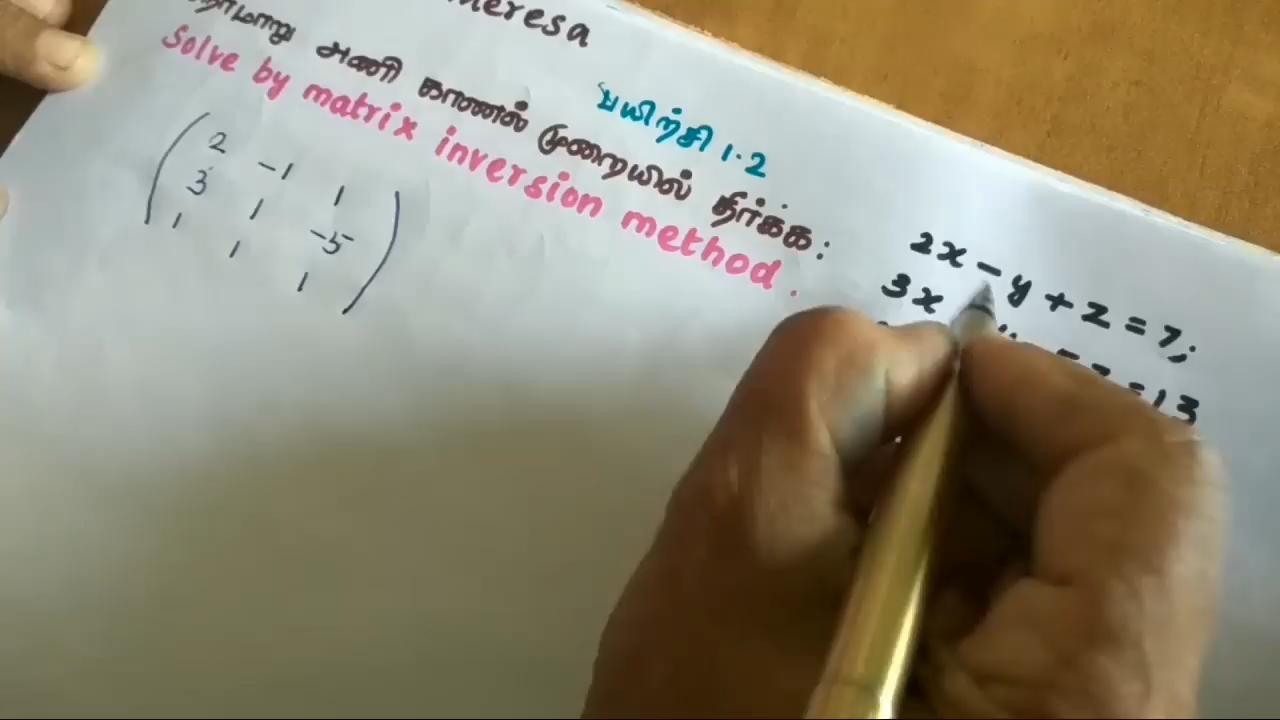 heresa
பயிற்சி 1.2
அணி காணல் முறையில் தீர்க்க:
Solve by matrix inversion method.
2x - y + z = 7;
3x
= 13
2 -1 1
3 1 -5
1 1 1